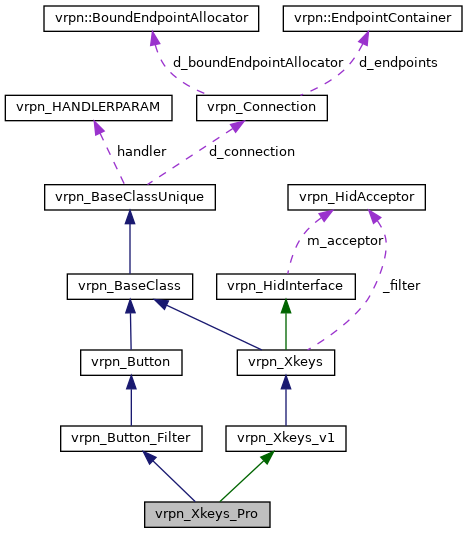 vrpn::BoundEndpointAllocator
vrpn::EndpointContainer
d_boundEndpointAllocator
d_endpoints
vrpn_HANDLERPARAM
vrpn_Connection
handler
d_connection
vrpn_BaseClassUnique
vrpn_HidAcceptor
m_acceptor
vrpn_BaseClass
vrpn_HidInterface
_filter
vrpn_Button
vrpn_Xkeys
vrpn_Button_Filter
vrpn_Xkeys_v1
vrpn_Xkeys_Pro